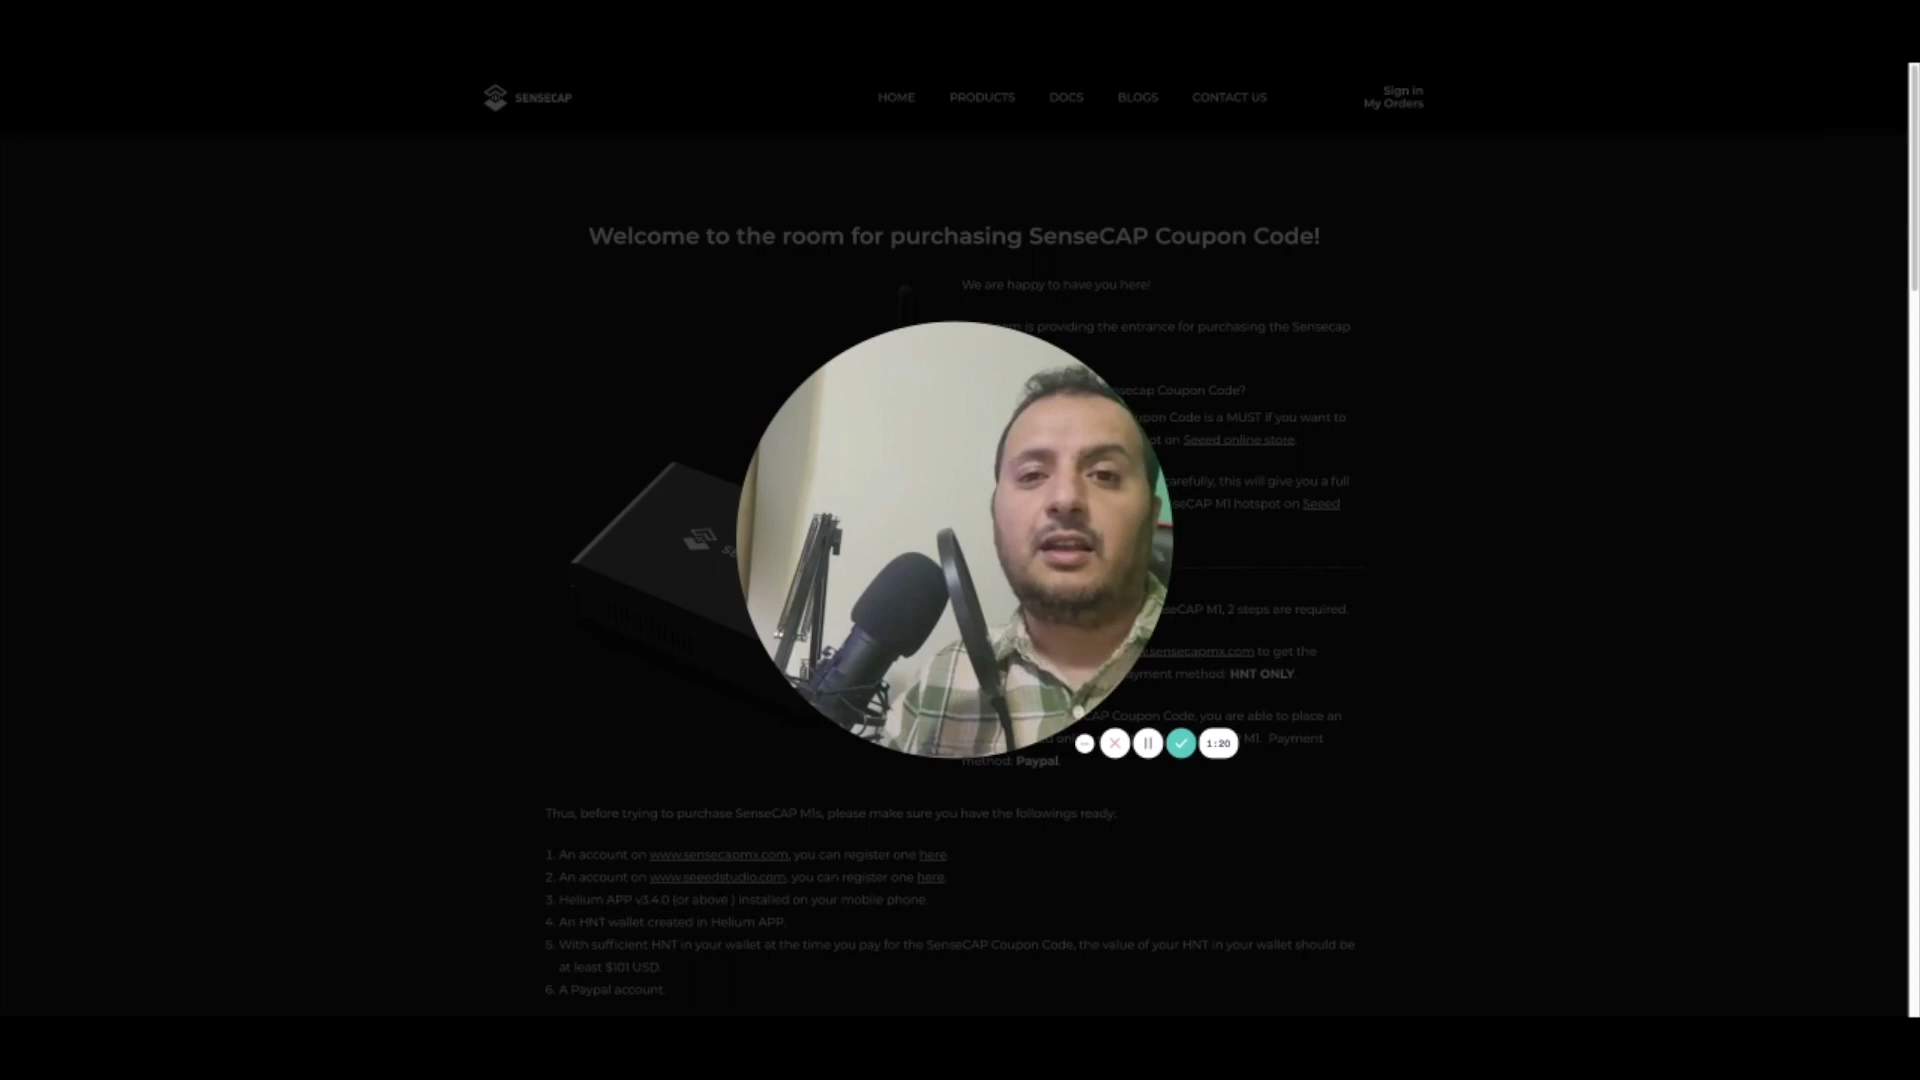 SENSECAP
HOME PRODUCTS DOCS BLOGS CONTACT US
Sign in
My Orders
Welcome to the room for purchasing SenseCAP Coupon Code!
We are happy to have you here!
is providing the entrance for purchasing the Sensecap
Coupon Code?
Code is a MUST if you want to
on Seeed online store.
carefully, this will give you a full
M1 hotspot on Seeed
M1, 2 steps are required.
.sensecapmx.com to get the
method: HNT ONLY.
CAP Coupon Code, you are able to place an
M1. Payment
method: Paypal.
1:20
Thus, before trying to purchase SenseCAP M1s, please make sure you have the followings ready:
1. An account on www.sensecapmx.com, you can register one here
2. An account on www.seeedstudio.com, you can register one here.
3. Helium APP v3.4.0 (or above ) installed on your mobile phone.
4. An HNT wallet created in Helium APP.
5. With sufficient HNT in your wallet at the time you pay for the SenseCAP Coupon Code, the value of your HNT in your wallet should be
at least $101 USD.
6. A Paypal account.